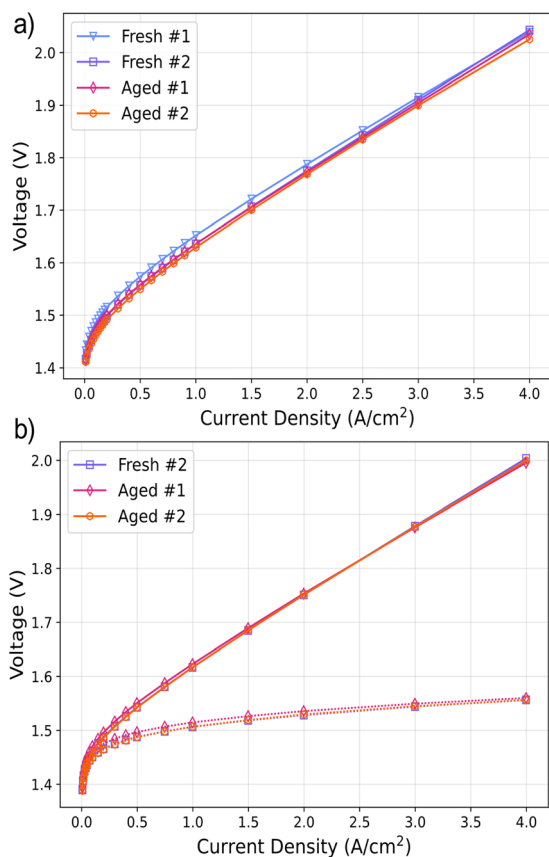 a)
Fresh #1
Fresh #2
Aged #1
Aged #2
Voltage (V)
2.0
1.9
1.8
1.7
1.6
1.5
1.4
0.0 0.5 1.0 1.5 2.0 2.5 3.0 3.5 4.0
Current Density (A/cm²)
b)
Fresh #2
Aged #1
Aged #2
Voltage (V)
2.0
1.9
1.8
1.7
1.6
1.5
1.4
0.0 0.5 1.0 1.5 2.0 2.5 3.0 3.5 4.0
Current Density (A/cm²)